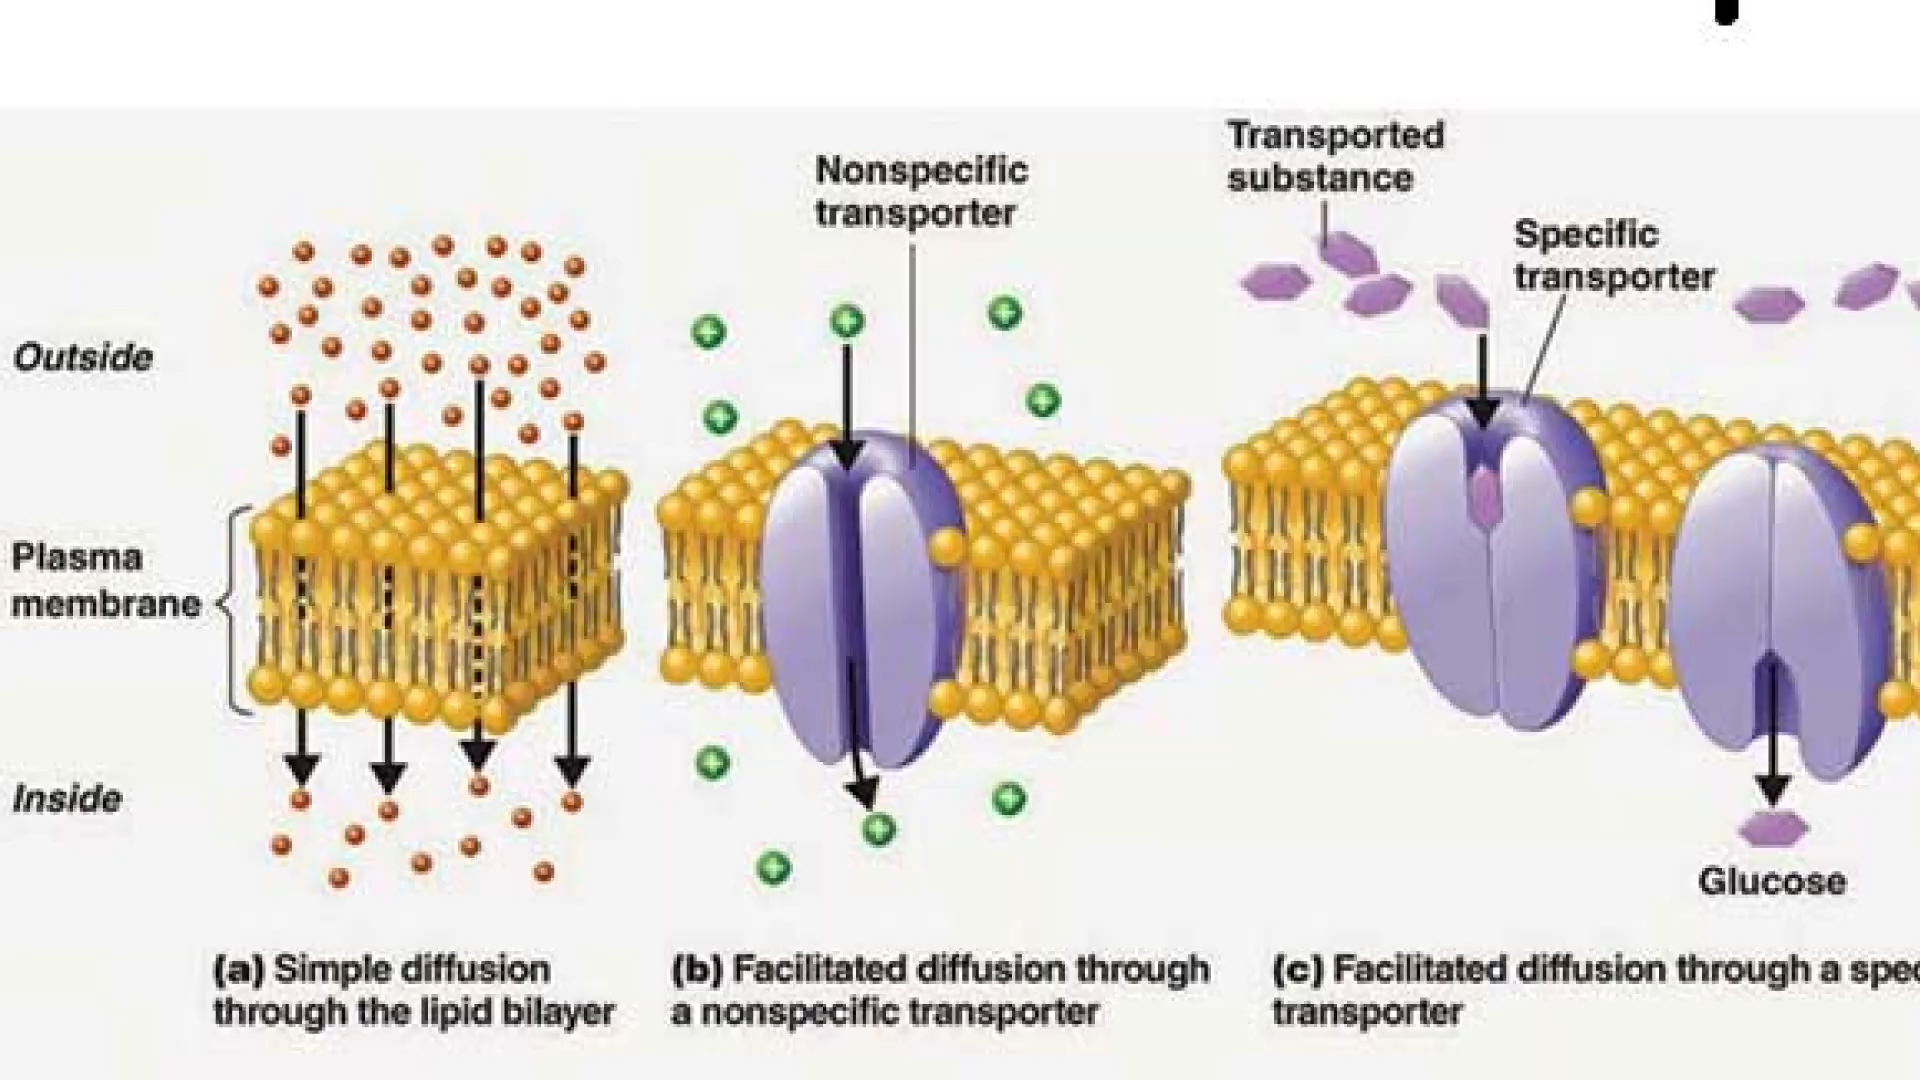 Transported
substance
Nonspecific
transporter
Specific
transporter
Outside
Plasma
membrane
Inside
Glucose
(a) Simple diffusion
through the lipid bilayer
(b) Facilitated diffusion through
a nonspecific transporter
(c) Facilitated diffusion through a spec
transporter